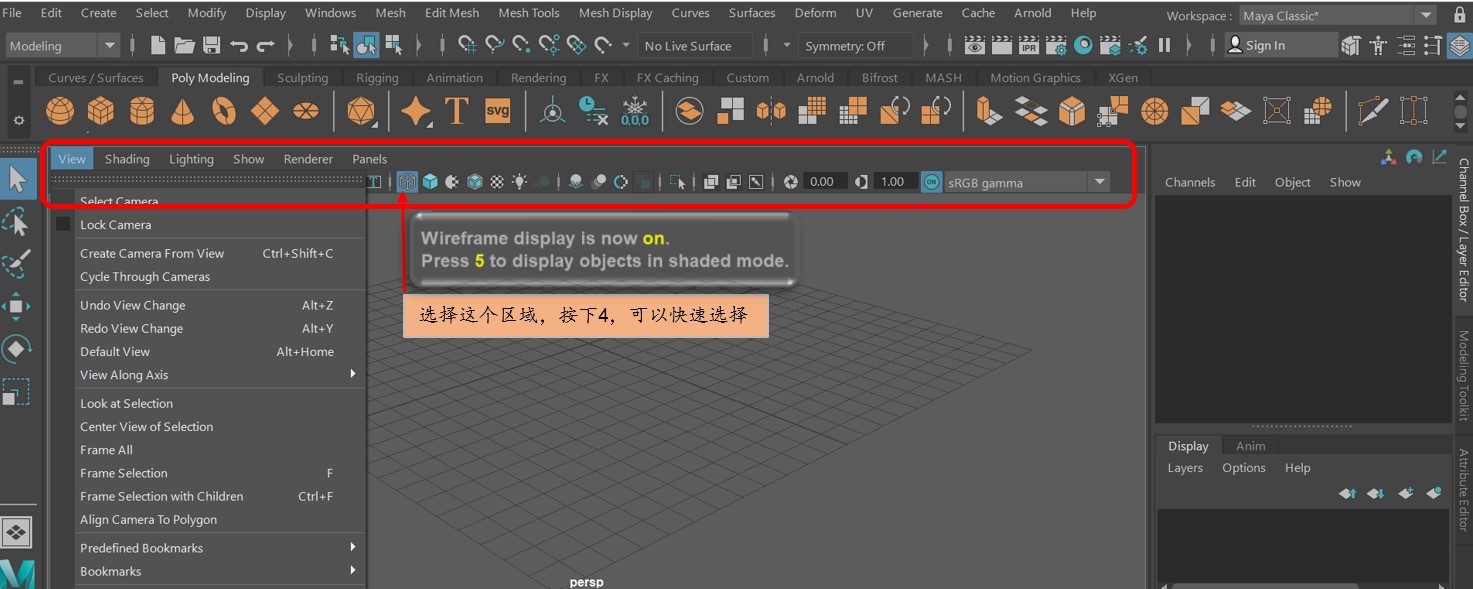 File Edit Create Select Modify Display Windows Mesh Edit Mesh Mesh Tools Mesh Display Curves Surfaces Deform UV Generate Cache Arnold Help Workspace : Maya Classic*
Modeling No Live Surface Symmetry: Off IPR Sign In
Curves / Surfaces Poly Modeling Sculpting Rigging Animation Rendering FX FX Caching Custom Arnold Bifrost MASH Motion Graphics XGen
T svg 0,0,0
View Shading Lighting Show Renderer Panels
0.00 1.00 ON sRGB gamma
Select Camera
Lock Camera
Create Camera From View Ctrl+Shift+C
Cycle Through Cameras
Undo View Change Alt+Z
Redo View Change Alt+Y
Default View Alt+Home
View Along Axis
Look at Selection
Center View of Selection
Frame All
Frame Selection F
Frame Selection with Children Ctrl+F
Align Camera To Polygon
Predefined Bookmarks
Bookmarks
Wireframe display is now on.
Press 5 to display objects in shaded mode.
选择这个区域，按下4，可以快速选择
persp
Channels Edit Object Show
Display Anim
Layers Options Help
Channel Box / Layer Editor
Modeling Toolkit
Attribute Editor